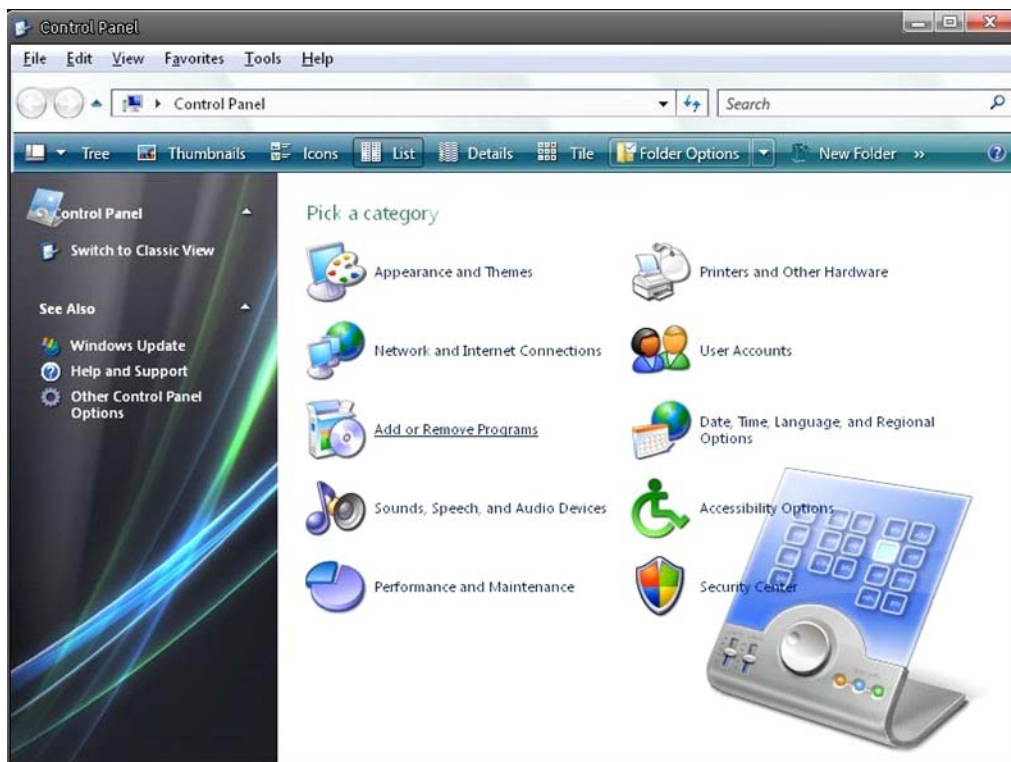 Control Panel
File Edit View Favorites Tools Help
Control Panel
Search
Tree Thumbnails Icons List Details Tile Folder Options New Folder »
Control Panel
Switch to Classic View
See Also
Windows Update
Help and Support
Other Control Panel
Options
Pick a category
Appearance and Themes
Printers and Other Hardware
Network and Internet Connections
User Accounts
Add or Remove Programs
Date, Time, Language, and Regional
Options
Sounds, Speech, and Audio Devices
Accessibility Options
Performance and Maintenance
Security Center